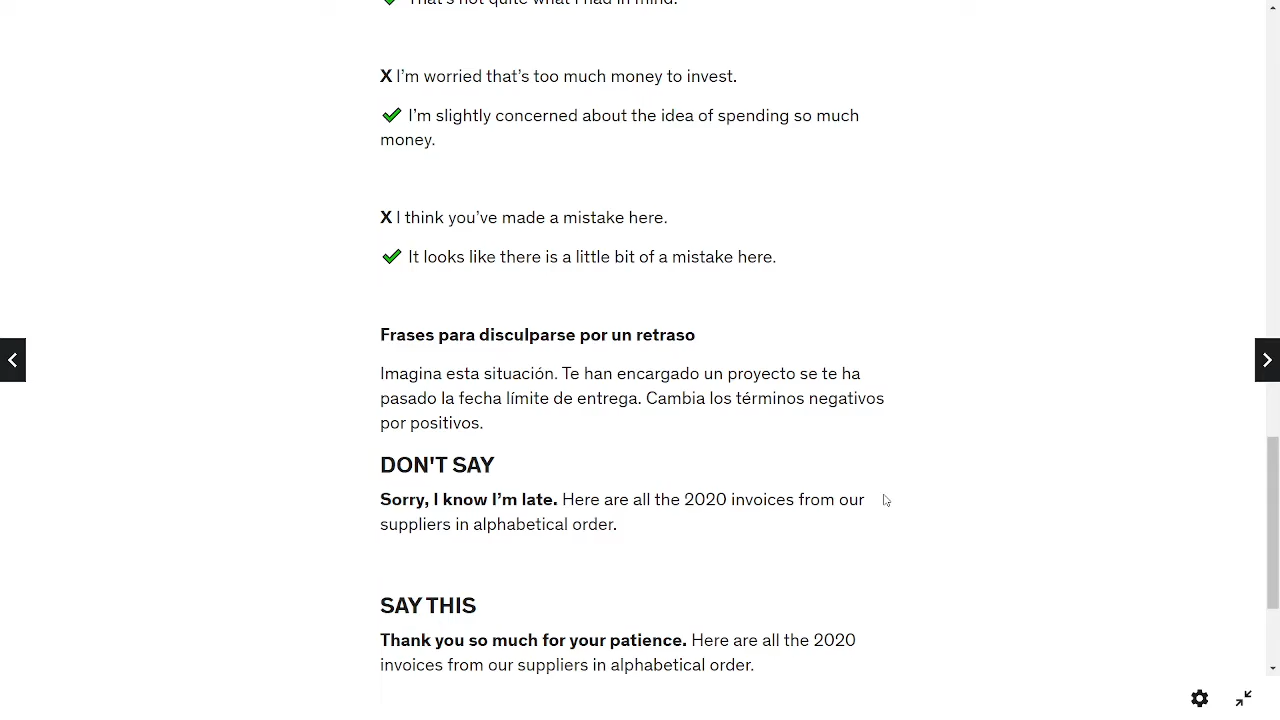 That's not quite what I had in mind.
X I'm worried that's too much money to invest.
✔ I'm slightly concerned about the idea of spending so much
money.
X I think you've made a mistake here.
✔ It looks like there is a little bit of a mistake here.
Frases para disculparse por un retraso
Imagina esta situación. Te han encargado un proyecto se te ha
pasado la fecha límite de entrega. Cambia los términos negativos
por positivos.
DON'T SAY
Sorry, I know I'm late. Here are all the 2020 invoices from our
suppliers in alphabetical order.
SAY THIS
Thank you so much for your patience. Here are all the 2020
invoices from our suppliers in alphabetical order.